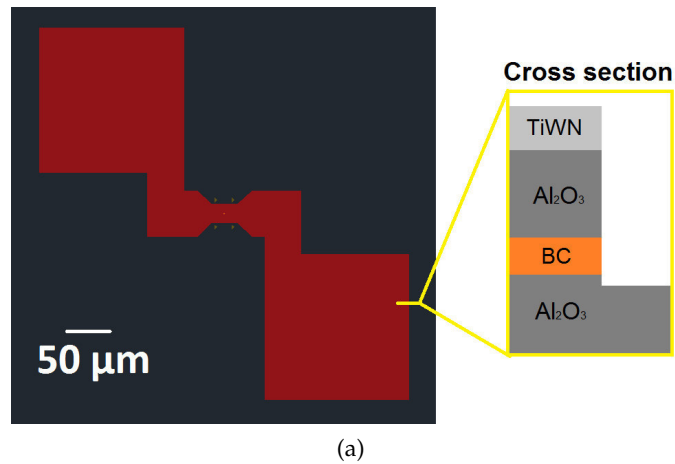 Cross section
TiWN
Al₂O₃
BC
Al₂O₃
50 μm
(a)